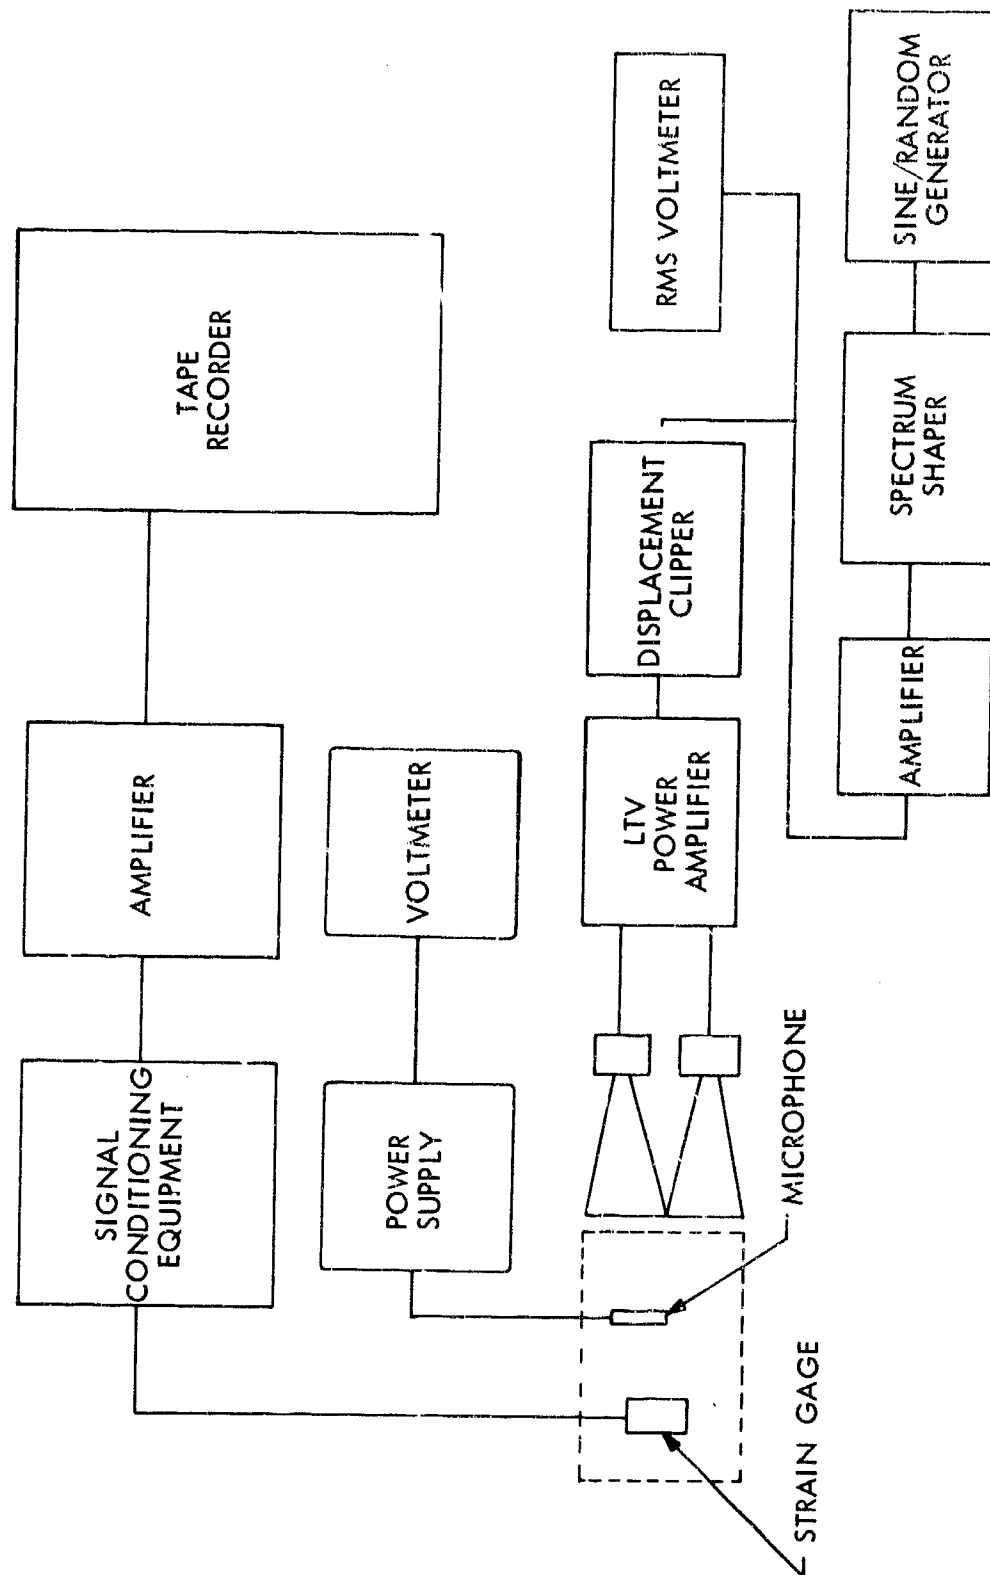 SIGNAL
CONDITIONING
EQUIPMENT
AMPLIFIER
TAPE
RECORDER
POWER
SUPPLY
VOLTMETER
STRAIN GAGE
MICROPHONE
LTV
POWER
AMPLIFIER
DISPLACEMENT
CLIPPER
RMS VOLTMETER
AMPLIFIER
SPECTRUM
SHAPER
SINE/RANDOM
GENERATOR